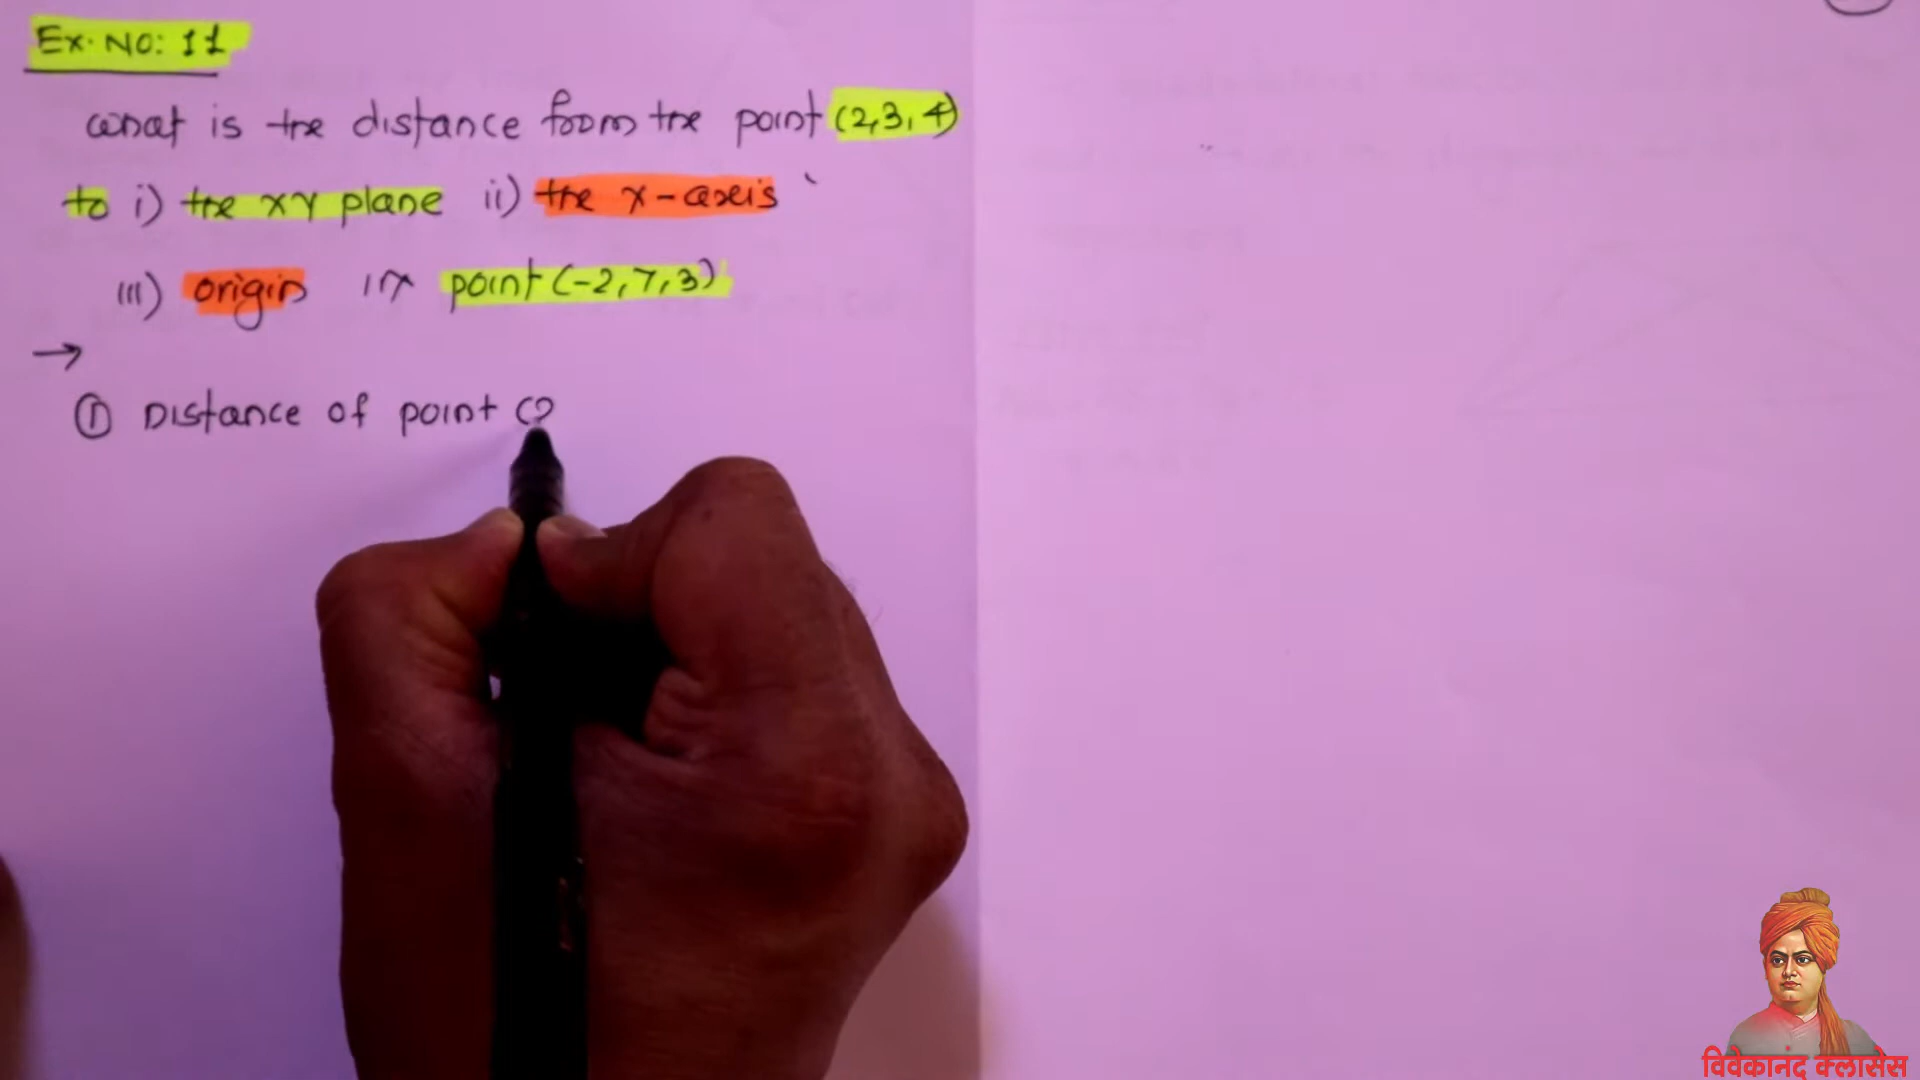 Ex. NO: 11
what is the distance from the point (2,3,4)
to i) the XY plane ii) the x-axis
iii) origin iv point (-2,7,3)
→
① Distance of point (2
विवेकानंद क्लासेस